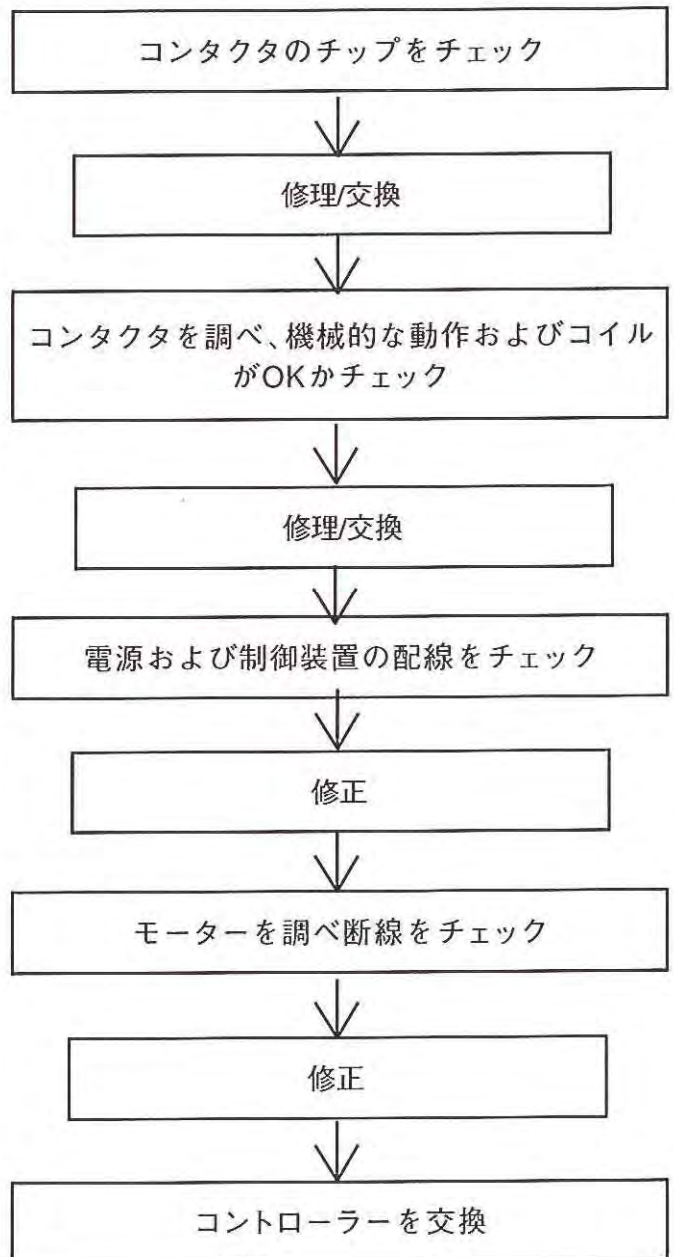 コンタクタのチップをチェック
修理/交換
コンタクタを調べ、機械的な動作およびコイル
がOKかチェック
修理/交換
電源および制御装置の配線をチェック
修正
モーターを調べ断線をチェック
修正
コントローラーを交換